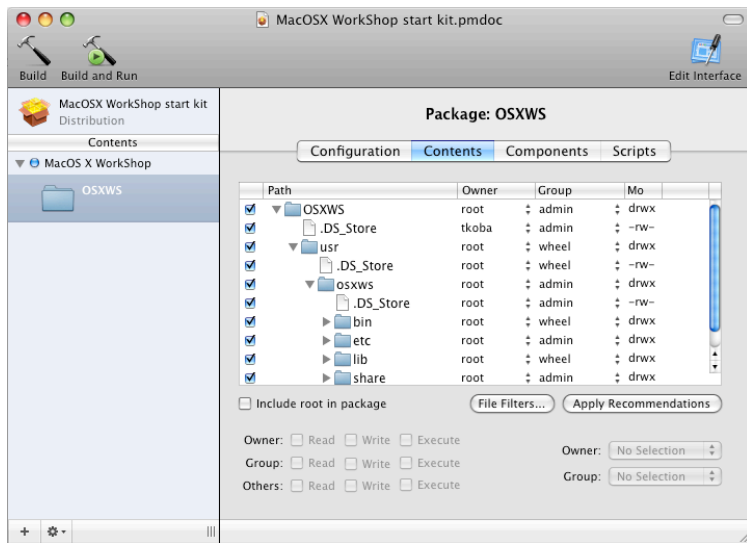 MacOSX WorkShop start kit.pmdoc
Build Build and Run Edit Interface
MacOSX WorkShop start kit
Distribution
Contents
MacOS X WorkShop
OSXWS
Package: OSXWS
Configuration Contents Components Scripts
Path Owner Group Mo
OSXWS root admin drwx
.DS_Store tkoba admin -rw-
usr root wheel drwx
.DS_Store root wheel -rw-
osxws root admin drwx
.DS_Store root admin -rw-
bin root wheel drwx
etc root admin drwx
lib root wheel drwx
share root admin drwx
Include root in package File Filters... Apply Recommendations
Owner: Read Write Execute
Group: Read Write Execute
Others: Read Write Execute
Owner: No Selection
Group: No Selection